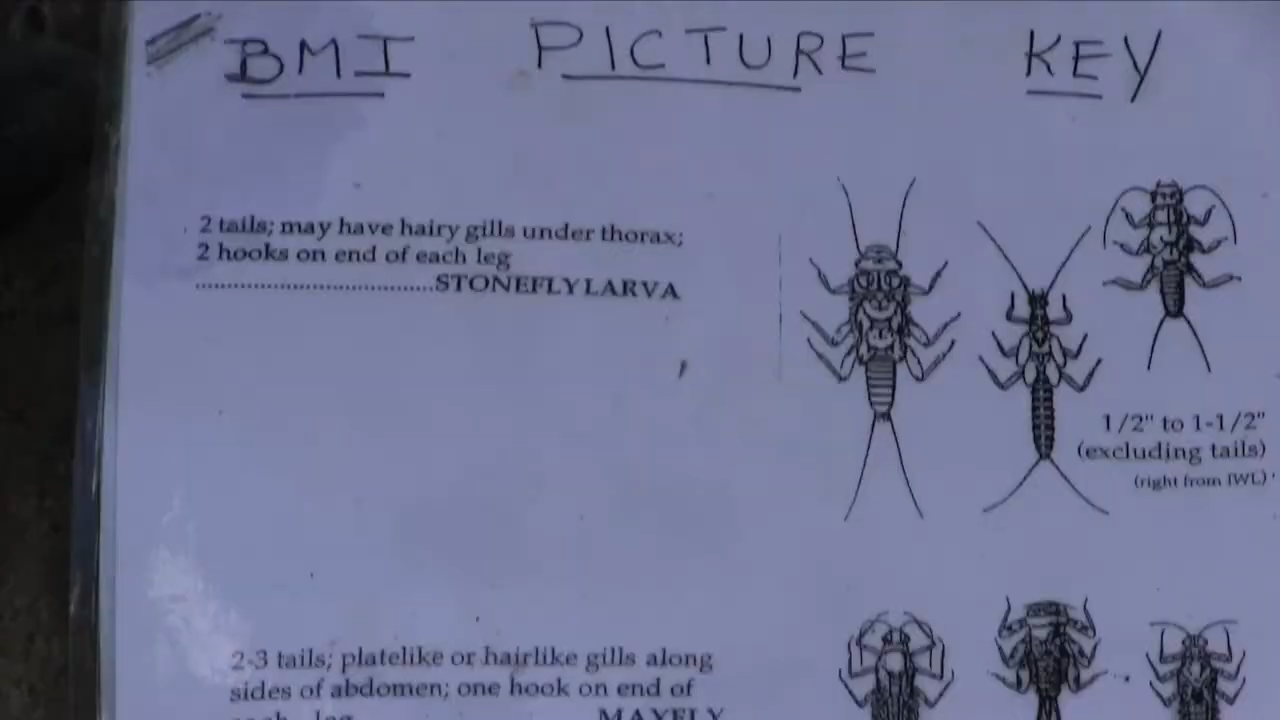 BMI PICTURE KEY
2 tails; may have hairy gills under thorax;
2 hooks on end of each leg
....................................STONEFLY LARVA
1/2" to 1-1/2"
(excluding tails)
(right from IWL)
2-3 tails; platelike or hairlike gills along
sides of abdomen; one hook on end of
each leg MAYFLY